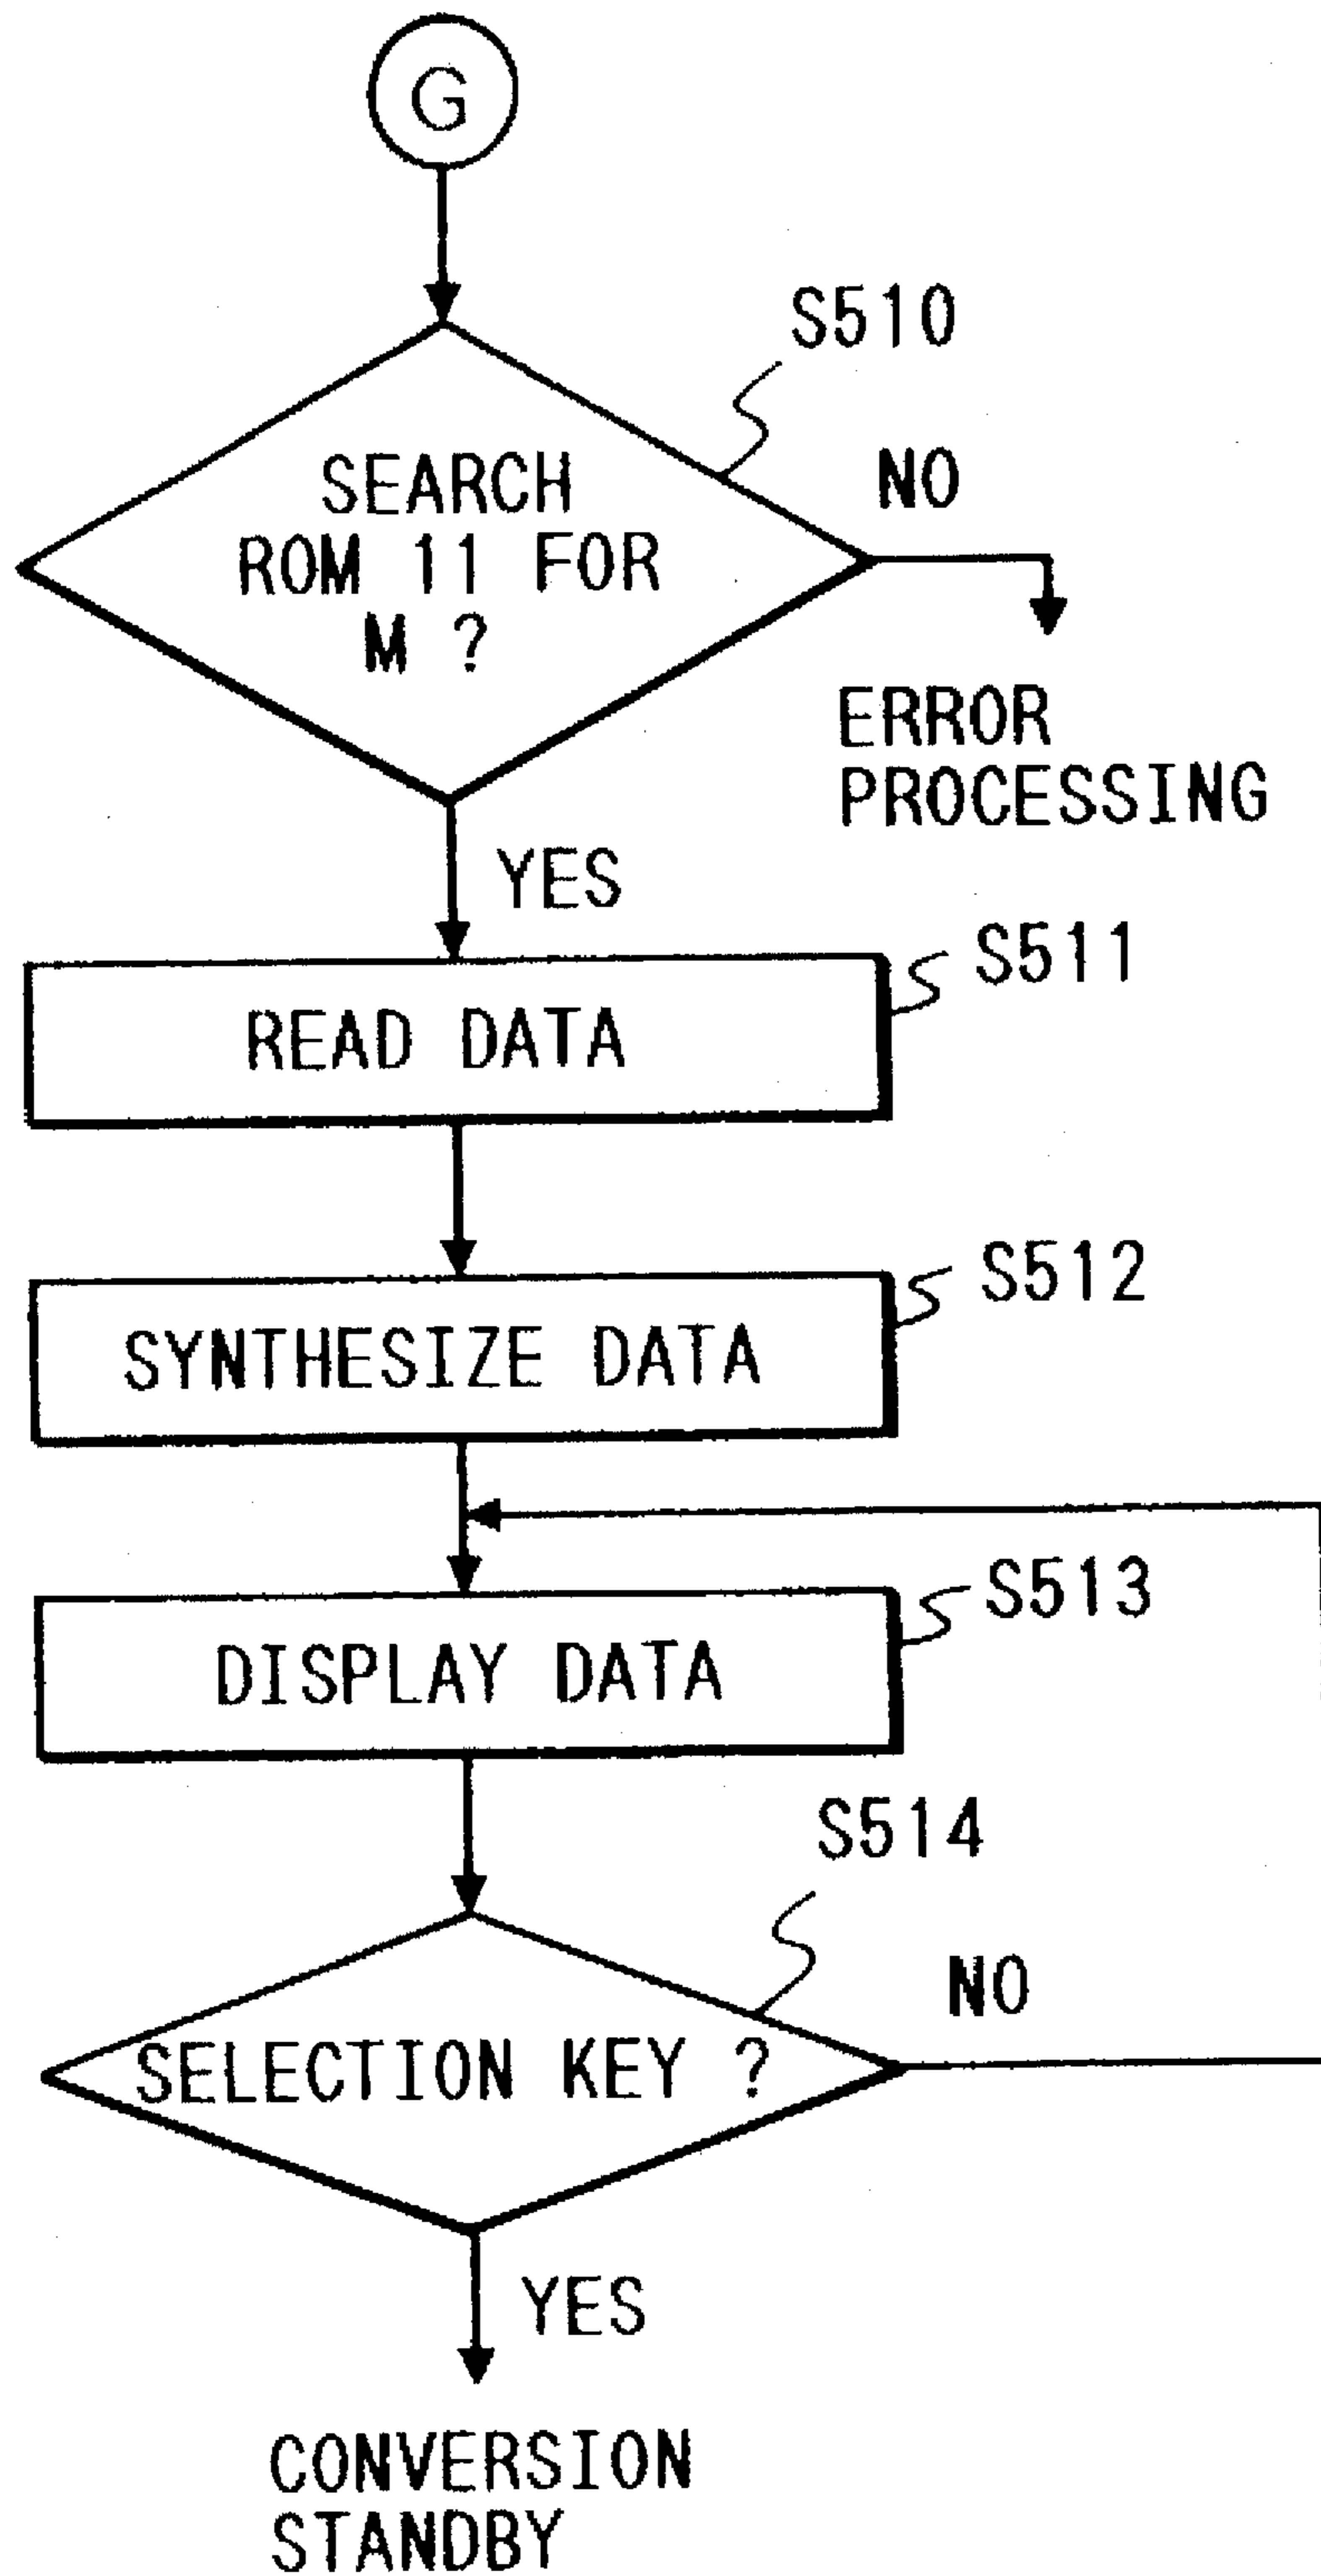 G
S510
SEARCH
ROM 11 FOR
M ?
NO
ERROR
PROCESSING
YES
S511
READ DATA
S512
SYNTHESIZE DATA
S513
DISPLAY DATA
S514
SELECTION KEY ?
NO
YES
CONVERSION
STANDBY